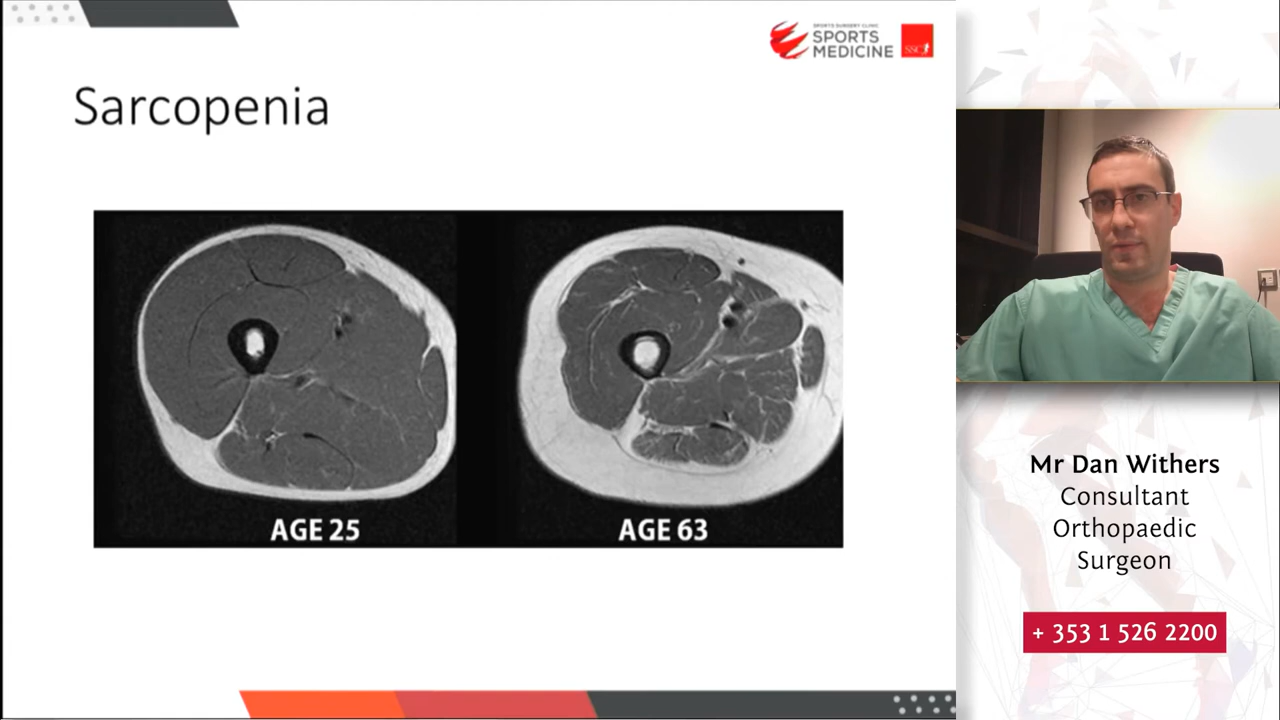 SPORTS SURGERY CLINIC
SPORTS
MEDICINE
SSC
Sarcopenia
AGE 25
AGE 63
Mr Dan Withers
Consultant
Orthopaedic
Surgeon
+ 353 1 526 2200